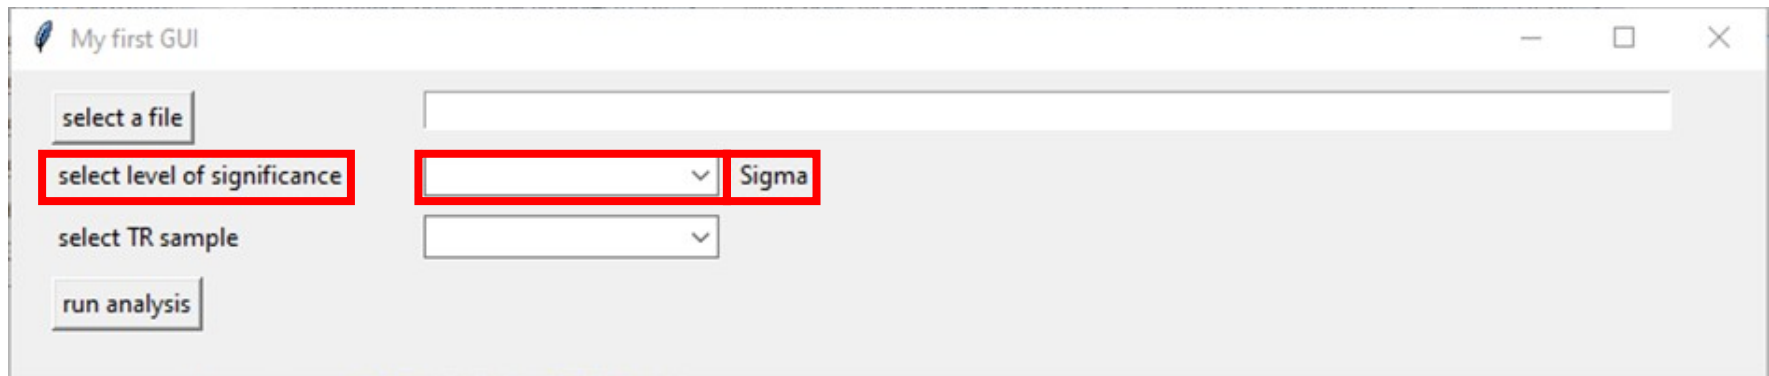 My first GUI
select a file
select level of significance Sigma
select TR sample
run analysis